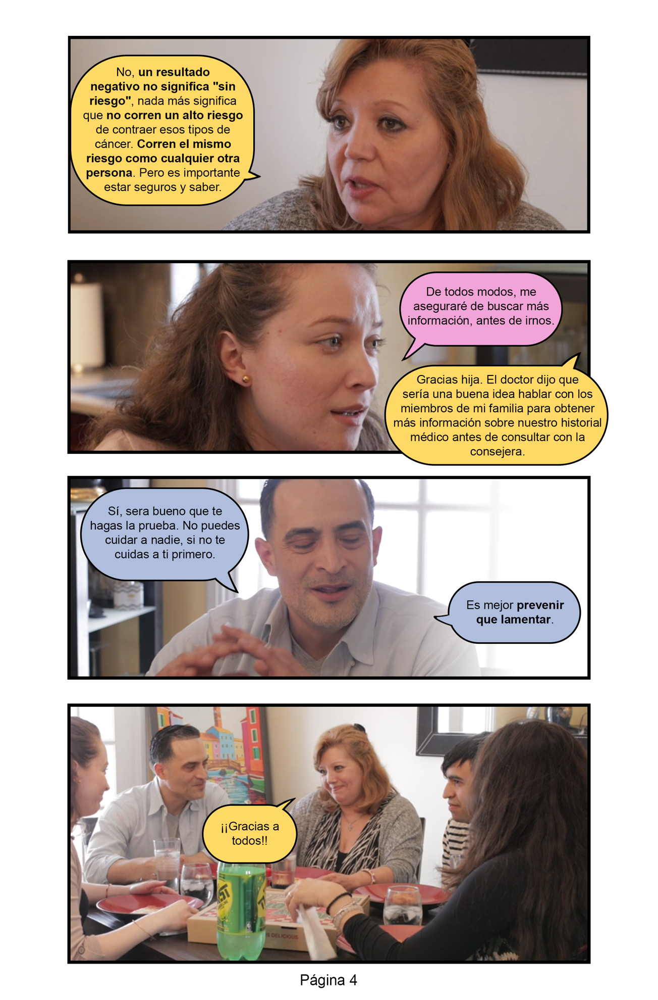 No, un resultado
negativo no significa "sin
riesgo", nada más significa
que no corren un alto riesgo
de contraer esos tipos de
cáncer. Corren el mismo
riesgo como cualquier otra
persona. Pero es importante
estar seguros y saber.
De todos modos, me
aseguraré de buscar más
información, antes de irnos.
Gracias hija. El doctor dijo que
sería una buena idea hablar con los
miembros de mi familia para obtener
más información sobre nuestro historial
médico antes de consultar con la
consejera.
Sí, sera bueno que te
hagas la prueba. No puedes
cuidar a nadie, si no te
cuidas a ti primero.
Es mejor prevenir
que lamentar.
¡¡Gracias a
todos!!
DELICIOUS
Página 4